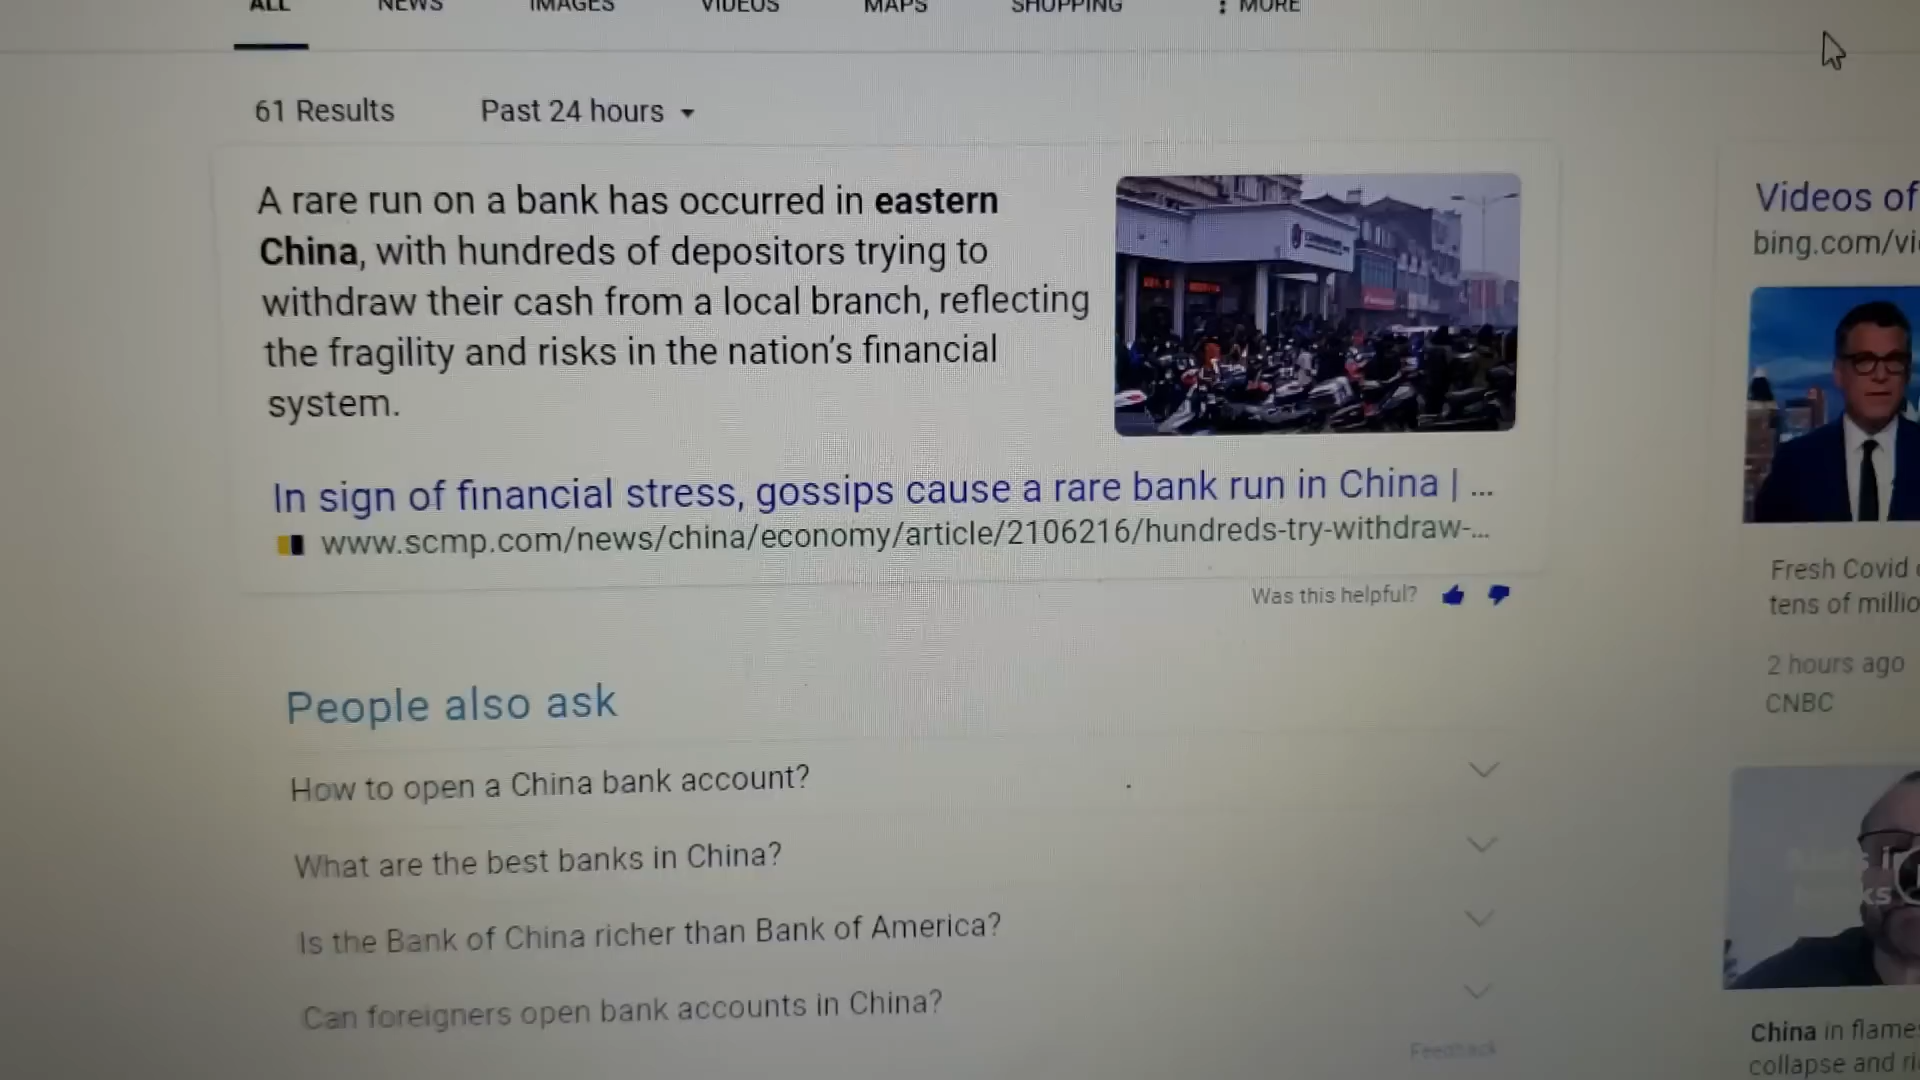 ALL NEWS IMAGES VIDEOS MAPS SHOPPING MORE
61 Results Past 24 hours
A rare run on a bank has occurred in eastern
China, with hundreds of depositors trying to
withdraw their cash from a local branch, reflecting
the fragility and risks in the nation's financial
system.
In sign of financial stress, gossips cause a rare bank run in China | ...
www.scmp.com/news/china/economy/article/2106216/hundreds-try-withdraw-...
Was this helpful?
People also ask
How to open a China bank account?
What are the best banks in China?
Is the Bank of China richer than Bank of America?
Can foreigners open bank accounts in China?
Feedback
Videos of
bing.com/vi
Fresh Covid
tens of millio
2 hours ago
CNBC
China in flame
collapse and ri